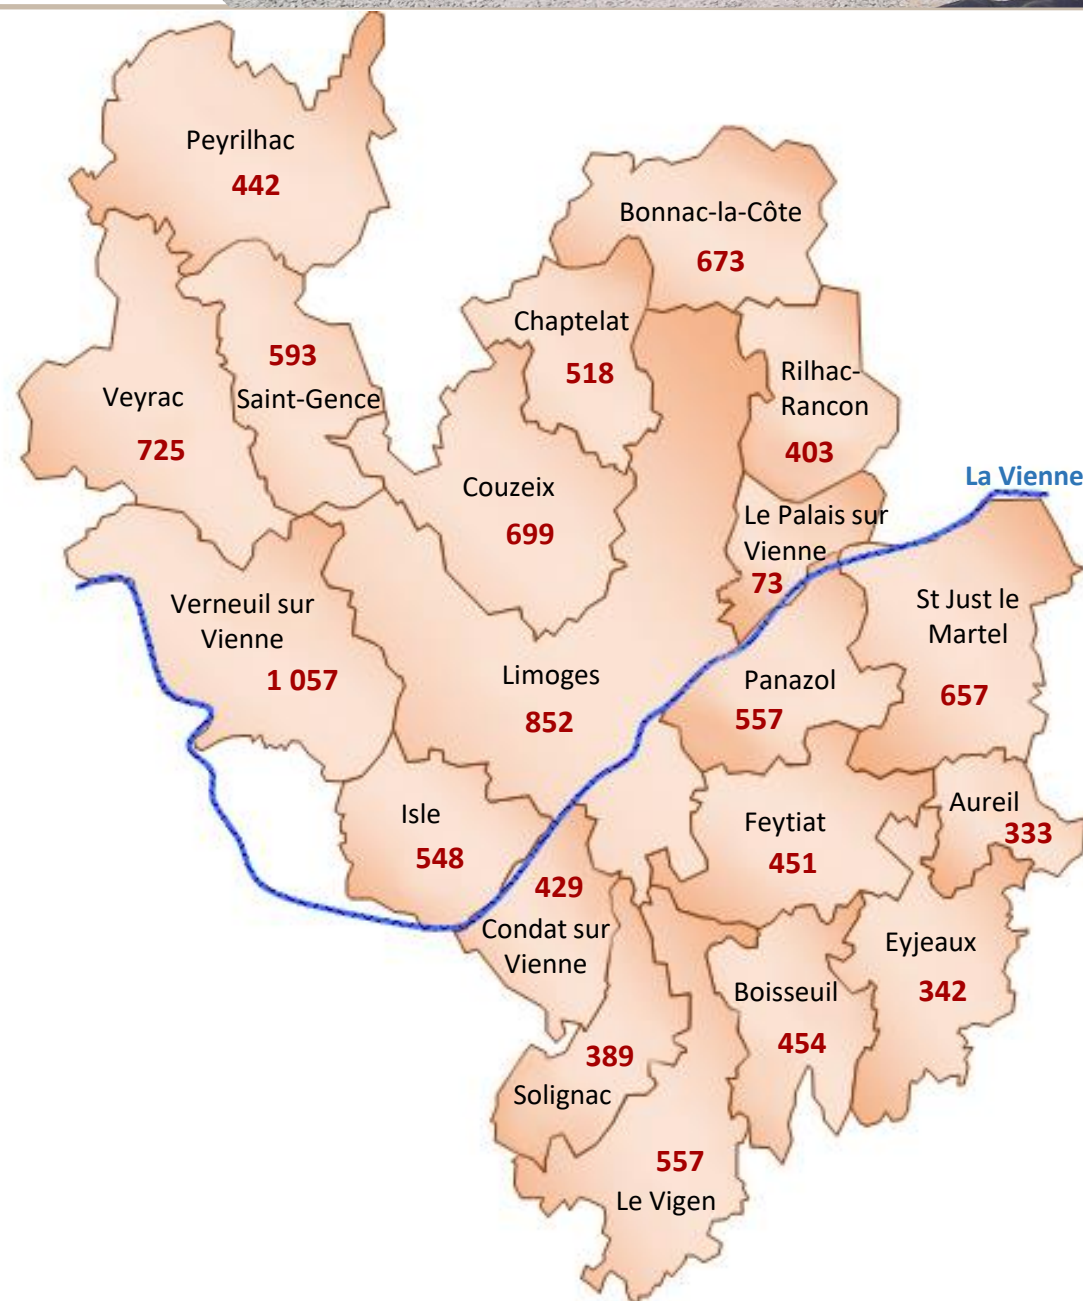 Peyrilhac
442
Bonnac-la-Côte
673
Chaptelat
518
593
Saint-Gence
Veyrac
725
Rilhac-
Rancon
403
La Vienne
Couzeix
699
Le Palais sur
Vienne
73
Verneuil sur
Vienne
1 057
St Just le
Martel
657
Limoges
852
Panazol
557
Isle
548
Feytiat
451
Aureil
333
429
Condat sur
Vienne
Eyjeaux
342
Boisseuil
454
389
Solignac
557
Le Vigen